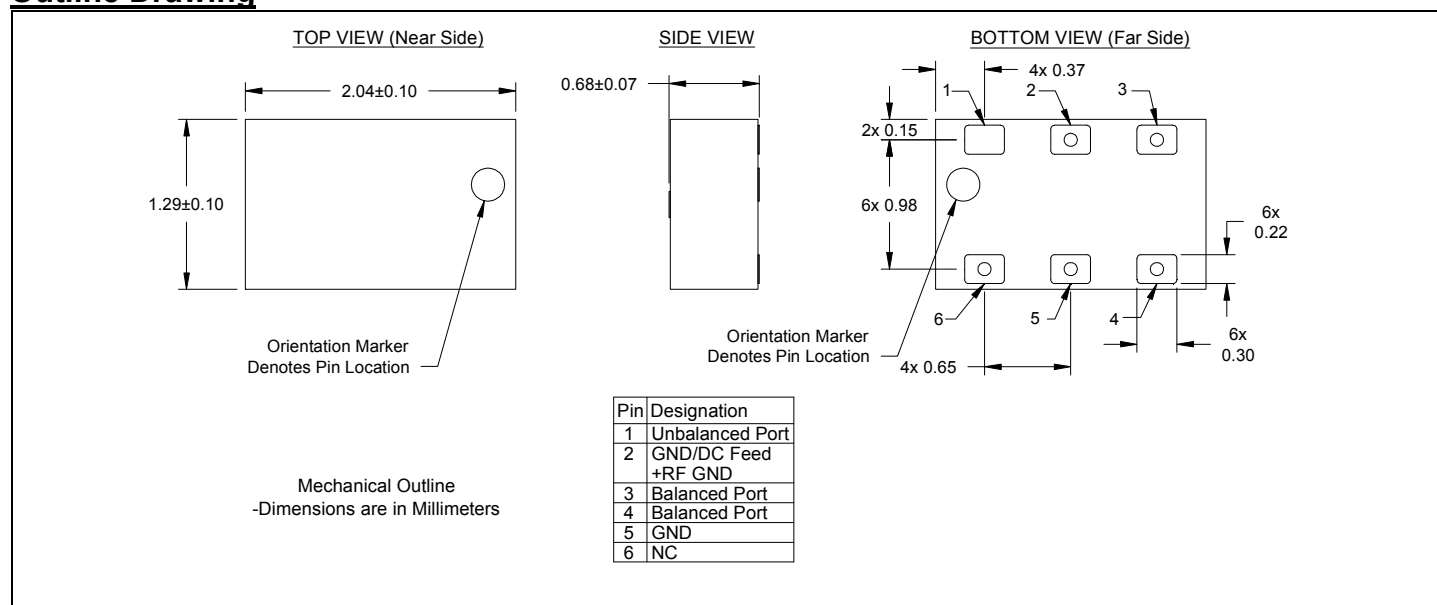 Outline Drawing
TOP VIEW (Near Side)
SIDE VIEW
BOTTOM VIEW (Far Side)
2.04±0.10
0.68±0.07
4x 0.37
1
2
3
2x 0.15
1.29±0.10
6x 0.98
6x
0.22
6
5
4
Orientation Marker
Denotes Pin Location
Orientation Marker
Denotes Pin Location
4x 0.65
6x
0.30
Pin Designation
1 Unbalanced Port
2 GND/DC Feed
+RF GND
3 Balanced Port
4 Balanced Port
5 GND
6 NC
Mechanical Outline
-Dimensions are in Millimeters